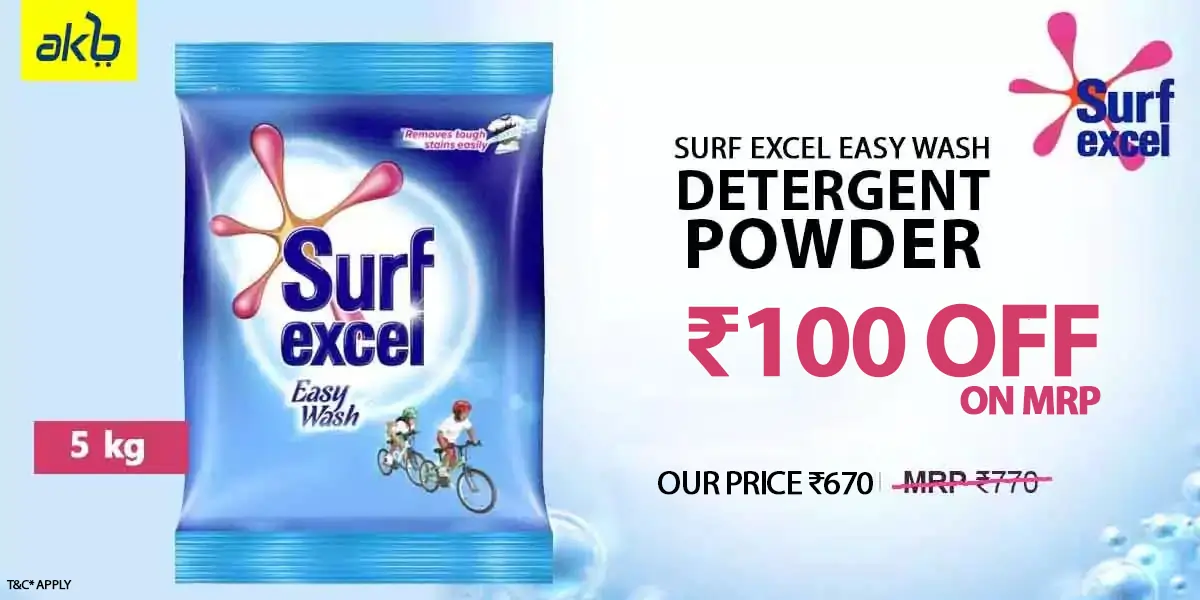 akb
Removes tough
stains easily
Surf
excel
Easy
Wash
5 kg
T&C* APPLY
Surf
excel
SURF EXCEL EASY WASH
DETERGENT
POWDER
₹100 OFF
ON MRP
OUR PRICE ₹670 MRP ₹770